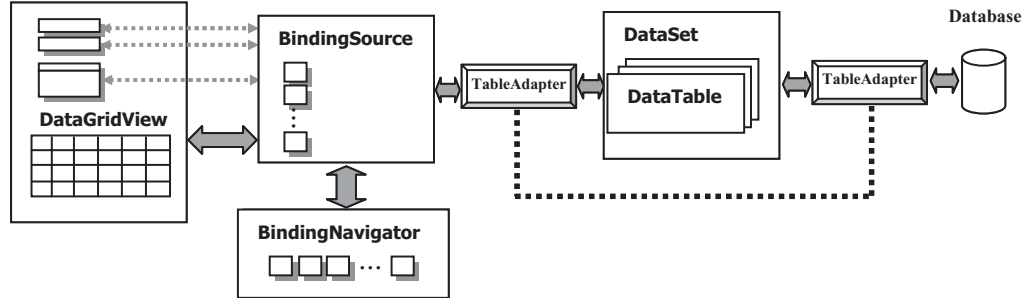 Database
BindingSource
DataSet
TableAdapter
TableAdapter
DataTable
DataGridView
BindingNavigator